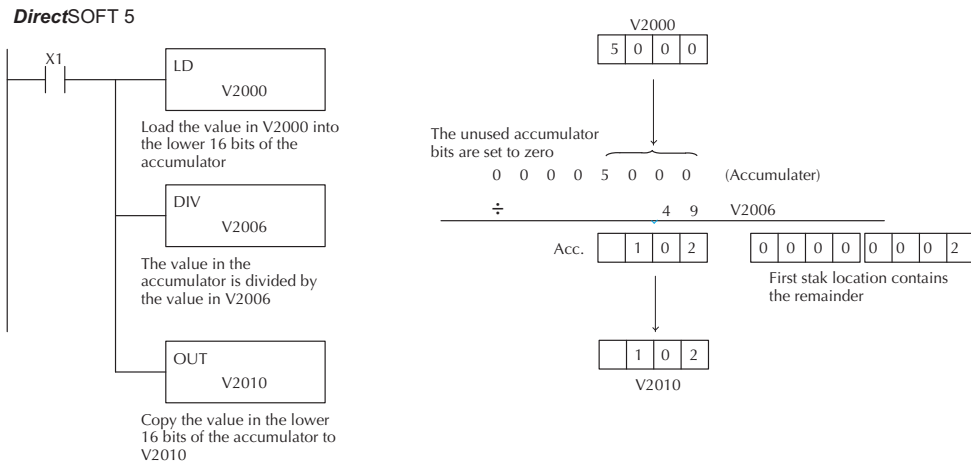 DirectSOFT 5
X1
LD
V2000
Load the value in V2000 into
the lower 16 bits of the
accumulator
DIV
V2006
The value in the
accumulator is divided by
the value in V2006
OUT
V2010
Copy the value in the lower
16 bits of the accumulator to
V2010
V2000
5 0 0 0
The unused accumulator
bits are set to zero
0 0 0 0 5 0 0 0 (Accumulater)
÷ 4 9 V2006
Acc. 1 0 2 0 0 0 0 0 0 0 2
First stak location contains
the remainder
1 0 2
V2010